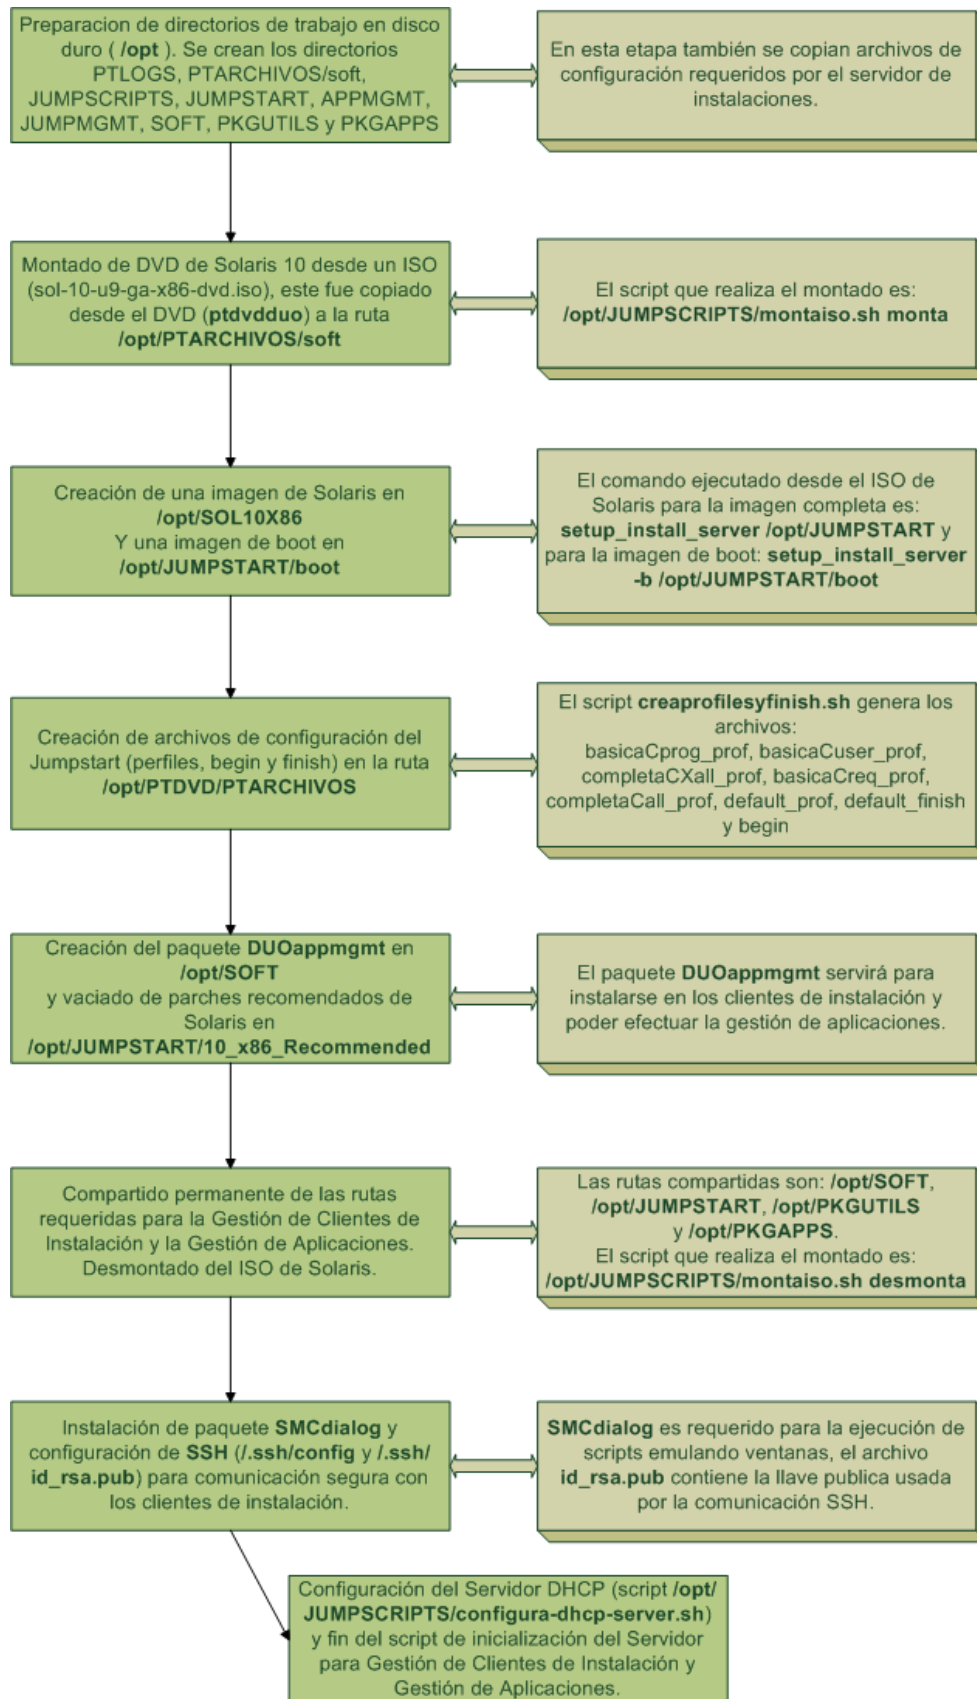 Preparacion de directorios de trabajo en disco
duro ( /opt ). Se crean los directorios
PTLOGS, PTARCHIVOS/soft,
JUMPSCRIPTS, JUMPSTART, APPMGMT,
JUMPMGMT, SOFT, PKGUTILS y PKGAPPS
En esta etapa también se copian archivos de
configuración requeridos por el servidor de
instalaciones.
Montado de DVD de Solaris 10 desde un ISO
(sol-10-u9-ga-x86-dvd.iso), este fue copiado
desde el DVD (ptdvdduo) a la ruta
/opt/PTARCHIVOS/soft
El script que realiza el montado es:
/opt/JUMPSCRIPTS/montaiso.sh monta
Creación de una imagen de Solaris en
/opt/SOL10X86
Y una imagen de boot en
/opt/JUMPSTART/boot
El comando ejecutado desde el ISO de
Solaris para la imagen completa es:
setup_install_server /opt/JUMPSTART y
para la imagen de boot: setup_install_server
-b /opt/JUMPSTART/boot
Creación de archivos de configuración del
Jumpstart (perfiles, begin y finish) en la ruta
/opt/PTDVD/PTARCHIVOS
El script creaprofilesyfinish.sh genera los
archivos:
basicaCprog_prof, basicaCuser_prof,
completaCXall_prof, basicaCreq_prof,
completaCall_prof, default_prof, default_finish
y begin
Creación del paquete DUOappmgmt en
/opt/SOFT
y vaciado de parches recomendados de
Solaris en
/opt/JUMPSTART/10_x86_Recommended
El paquete DUOappmgmt servirá para
instalarse en los clientes de instalación y
poder efectuar la gestión de aplicaciones.
Compartido permanente de las rutas
requeridas para la Gestión de Clientes de
Instalación y la Gestión de Aplicaciones.
Desmontado del ISO de Solaris.
Las rutas compartidas son: /opt/SOFT,
/opt/JUMPSTART, /opt/PKGUTILS
y /opt/PKGAPPS.
El script que realiza el montado es:
/opt/JUMPSCRIPTS/montaiso.sh desmonta
Instalación de paquete SMCdialog y
configuración de SSH (/.ssh/config y /.ssh/
id_rsa.pub) para comunicación segura con
los clientes de instalación.
SMCdialog es requerido para la ejecución de
scripts emulando ventanas, el archivo
id_rsa.pub contiene la llave publica usada
por la comunicación SSH.
Configuración del Servidor DHCP (script /opt/
JUMPSCRIPTS/configura-dhcp-server.sh)
y fin del script de inicialización del Servidor
para Gestión de Clientes de Instalación y
Gestión de Aplicaciones.